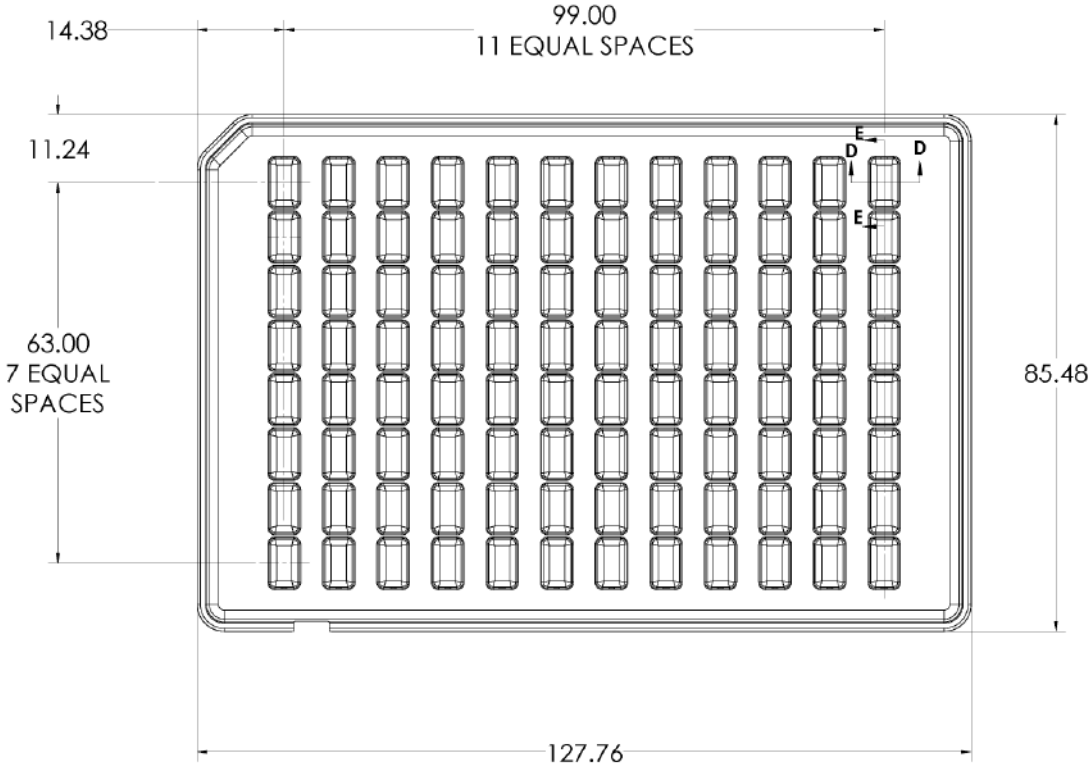 99.00
11 EQUAL SPACES
14.38
11.24
E
D
D
E
63.00
7 EQUAL
SPACES
85.48
127.76